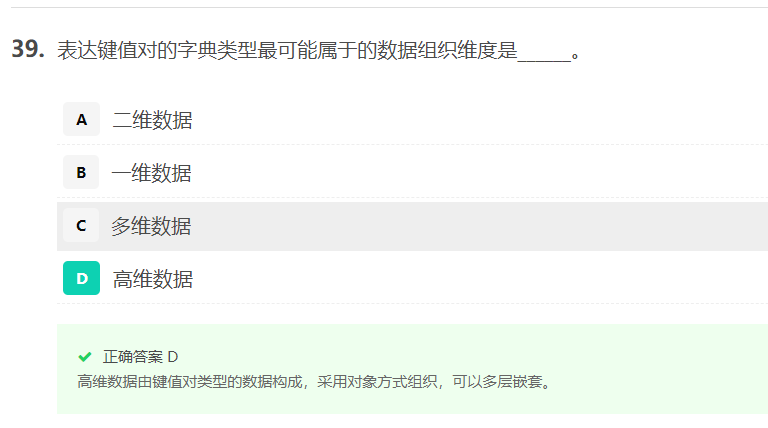 39. 表达键值对的字典类型最可能属于的数据组织维度是______。
A 二维数据
B 一维数据
C 多维数据
D 高维数据
正确答案 D
高维数据由键值对类型的数据构成，采用对象方式组织，可以多层嵌套。